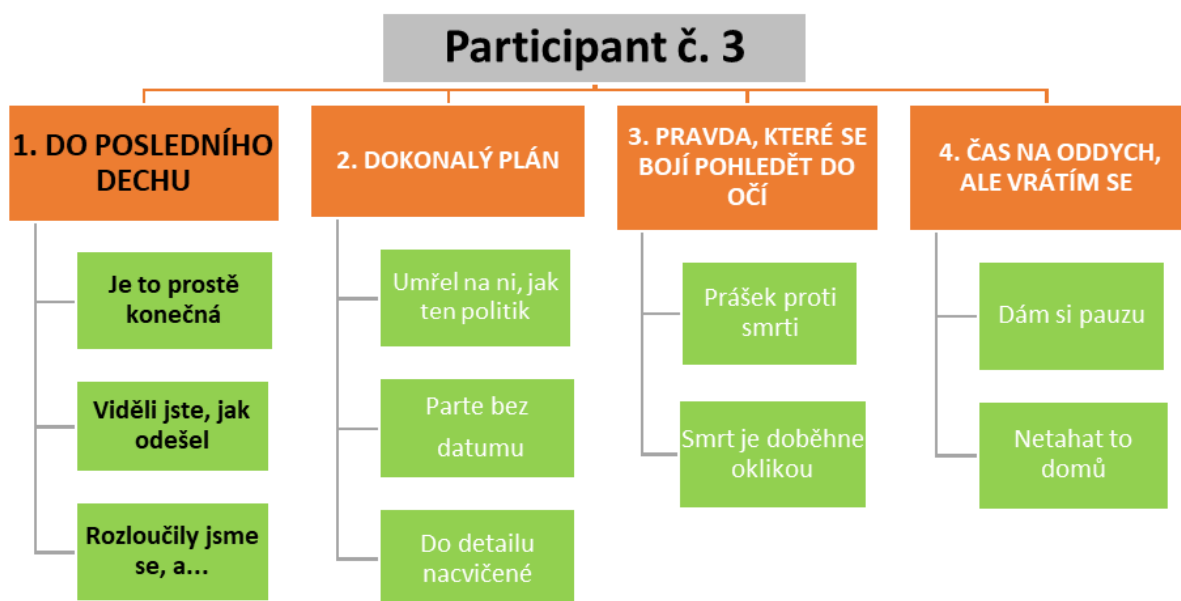 Participant č. 3
1. DO POSLEDNÍHO
DECHU
Je to prostě
konečná
Viděli jste, jak
odešel
Rozloučily jsme
se, a...
2. DOKONALÝ PLÁN
Umřel na ni, jak
ten politik
Parte bez
datumu
Do detailu
nacvičené
3. PRAVDA, KTERÉ SE
BOJÍ POHLEDĚT DO
OČÍ
Prášek proti
smrti
Smrt je doběhne
oklikou
4. ČAS NA ODDYCH,
ALE VRÁTÍM SE
Dám si pauzu
Netahat to
domů